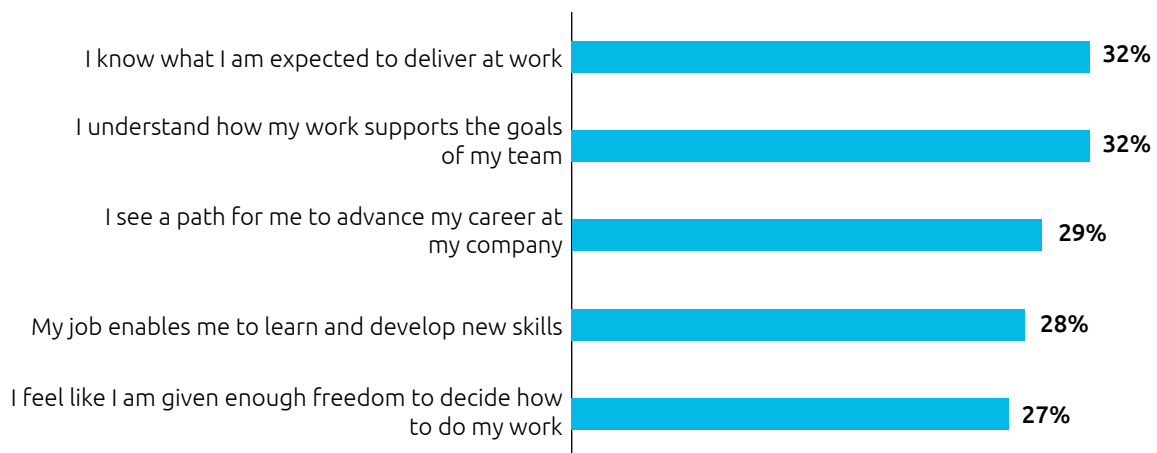 I know what I am expected to deliver at work
32%
I understand how my work supports the goals
of my team
32%
I see a path for me to advance my career at
my company
29%
My job enables me to learn and develop new skills
28%
I feel like I am given enough freedom to decide how
to do my work
27%